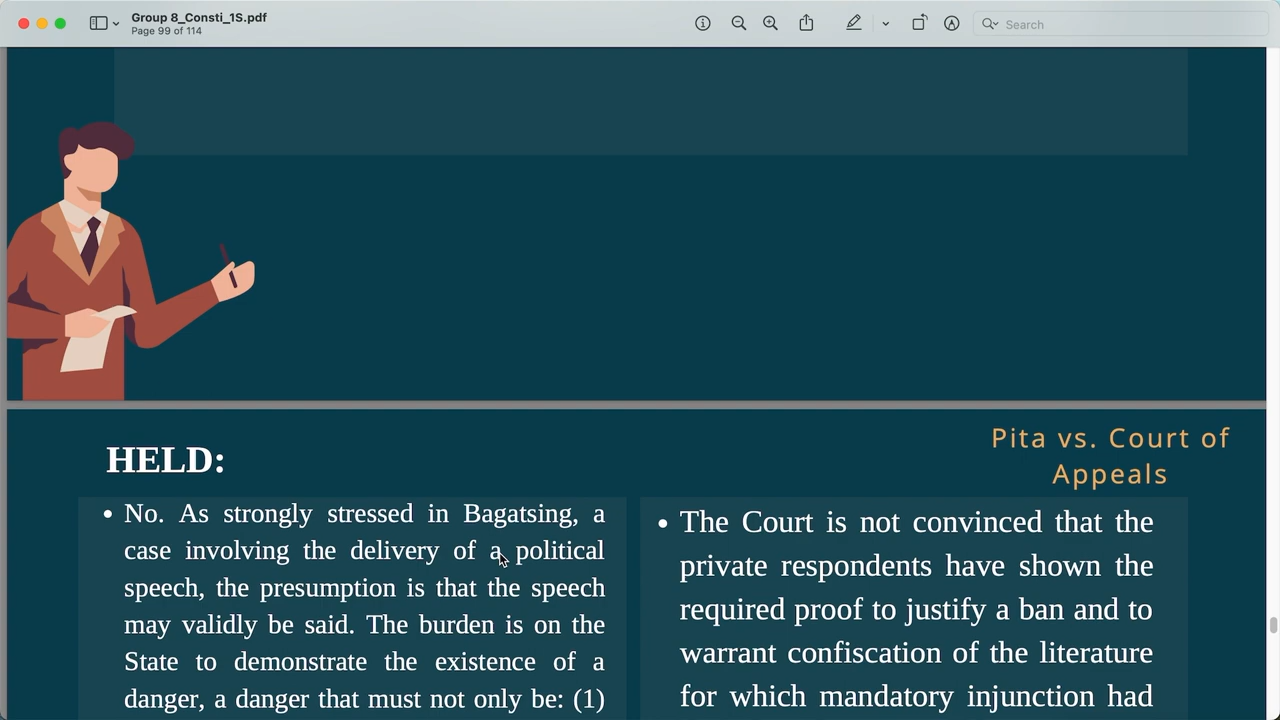 Group 8_Consti_1S.pdf
Page 99 of 114
Search
HELD:
Pita vs. Court of
Appeals
• No. As strongly stressed in Bagatsing, a
case involving the delivery of a political
speech, the presumption is that the speech
may validly be said. The burden is on the
State to demonstrate the existence of a
danger, a danger that must not only be: (1)
• The Court is not convinced that the
private respondents have shown the
required proof to justify a ban and to
warrant confiscation of the literature
for which mandatory injunction had